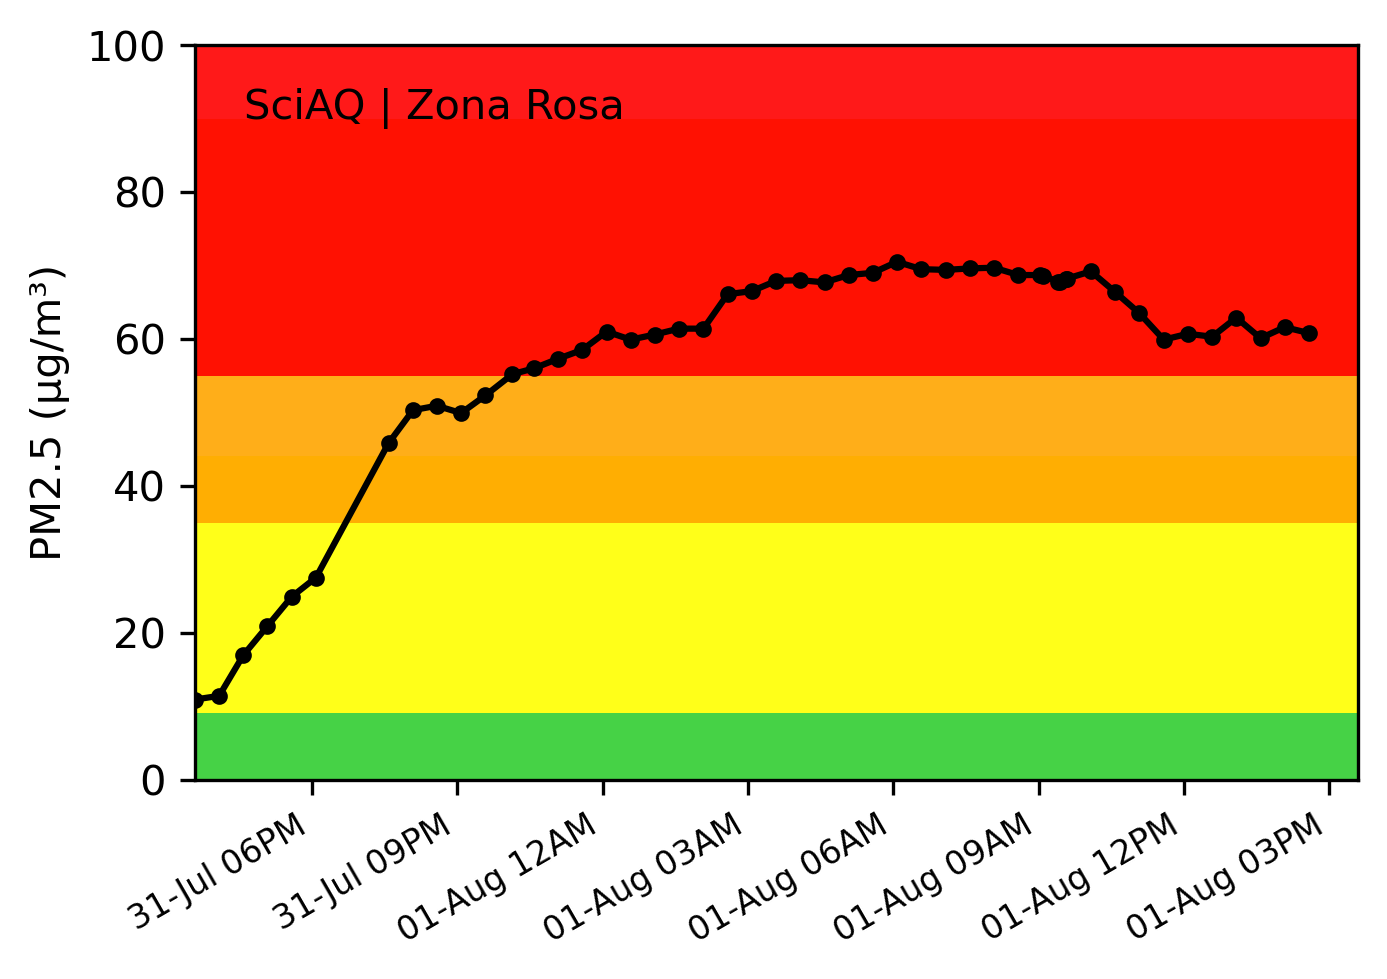 SciAQ | Zona Rosa
PM2.5 (µg/m³)
100
80
60
40
20
0
31-Jul 06PM
31-Jul 09PM
01-Aug 12AM
01-Aug 03AM
01-Aug 06AM
01-Aug 09AM
01-Aug 12PM
01-Aug 03PM